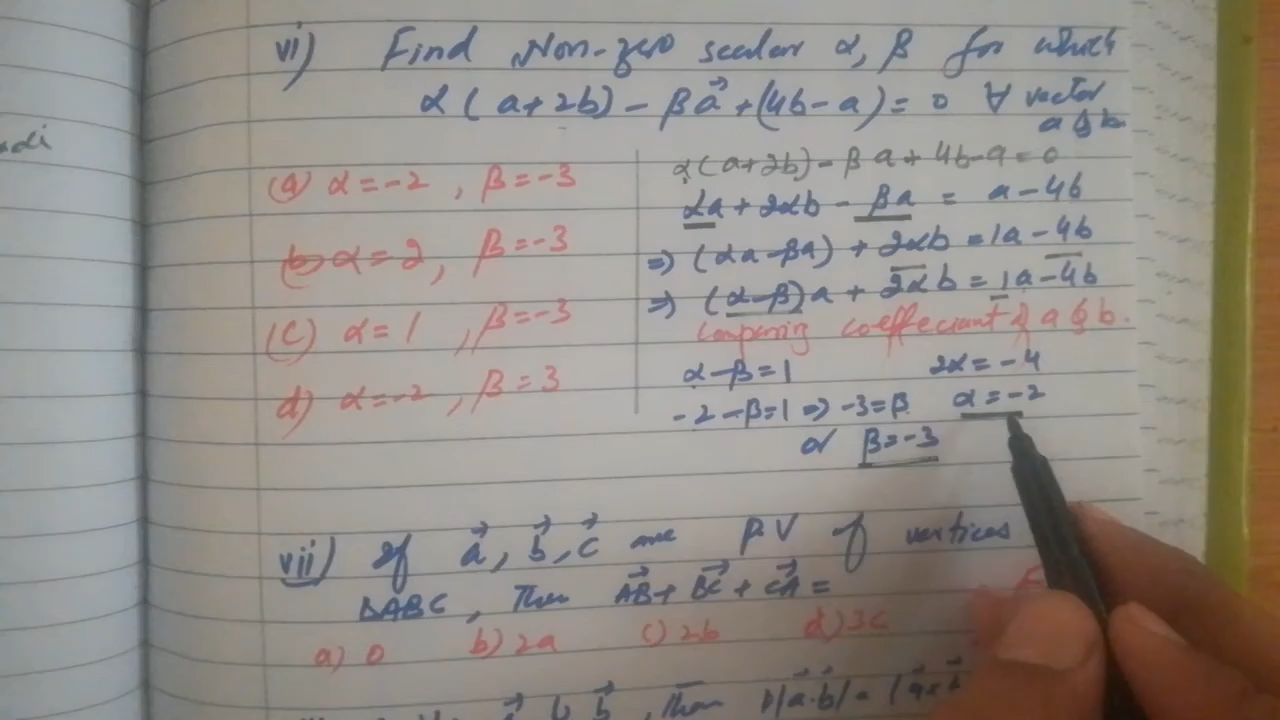 vi) Find Non-zero scalar α, β for which
α(a+2b) - βa⃗ + (4b-a) = 0 ∀ vector
a & b
(a) α = -2, β = -3
(b) α = 2, β = -3
(c) α = 1, β = -3
d) α = -2, β = 3
α(a+2b) - βa + 4b-a = 0
αa + 2αb - βa = a - 4b
⇒ (αa - βa) + 2αb = 1a - 4b
⇒ (α-β)a + 2αb = 1a - 4b
Comparing coeffeciant of a & b.
α-β=1 2α = -4
-2-β=1 ⇒ -3=β α = -2
or β=-3
vii) If a⃗, b⃗, c⃗ are P.V of vertices
ΔABC, Then AB⃗ + BC⃗ + CA⃗ =
a) 0 b) 2a c) 2b d) 3c